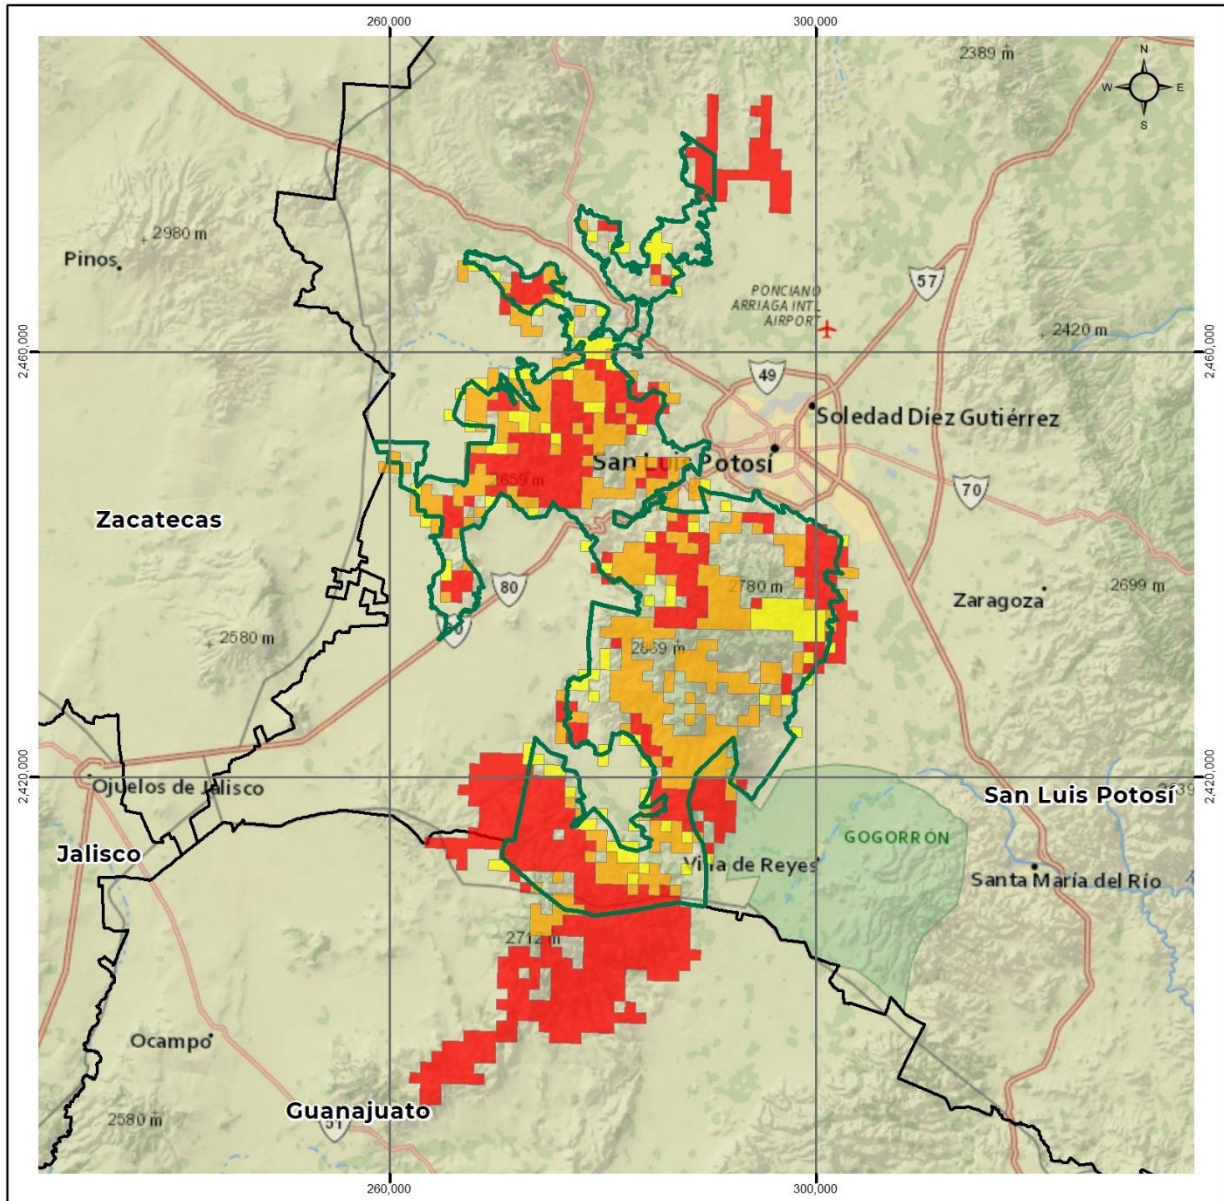 260,000
300,000
2389 m
N
W
E
S
2980 m
Pinos
57
PONCIANO
ARRIAGA INTL
AIRPORT
2420 m
2,460,000
2,460,000
49
Soledad Díez Gutiérrez
San Luis Potosí
2659 m
70
Zacatecas
80
2780 m
2699 m
Zaragoza
2580 m
2869 m
2,420,000
2,420,000
Ojuelos de Jalisco
San Luis Potosí
GOGORRÓN
Jalisco
Villa de Reyes
Santa María del Río
2712 m
Ocampo
Guanajuato
2580 m
51
260,000
300,000